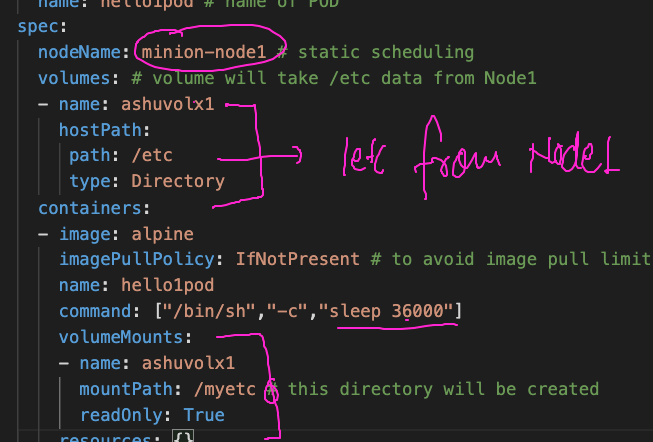 name: hello1pod # name of POD
spec:
nodeName: minion-node1 # static scheduling
volumes: # volume will take /etc data from Node1
- name: ashuvolx1
hostPath:
path: /etc
type: Directory
/etc from Node1
containers:
- image: alpine
imagePullPolicy: IfNotPresent # to avoid image pull limit
name: hello1pod
command: ["/bin/sh","-c","sleep 36000"]
volumeMounts:
- name: ashuvolx1
mountPath: /myetc # this directory will be created
readOnly: True
resources: {}